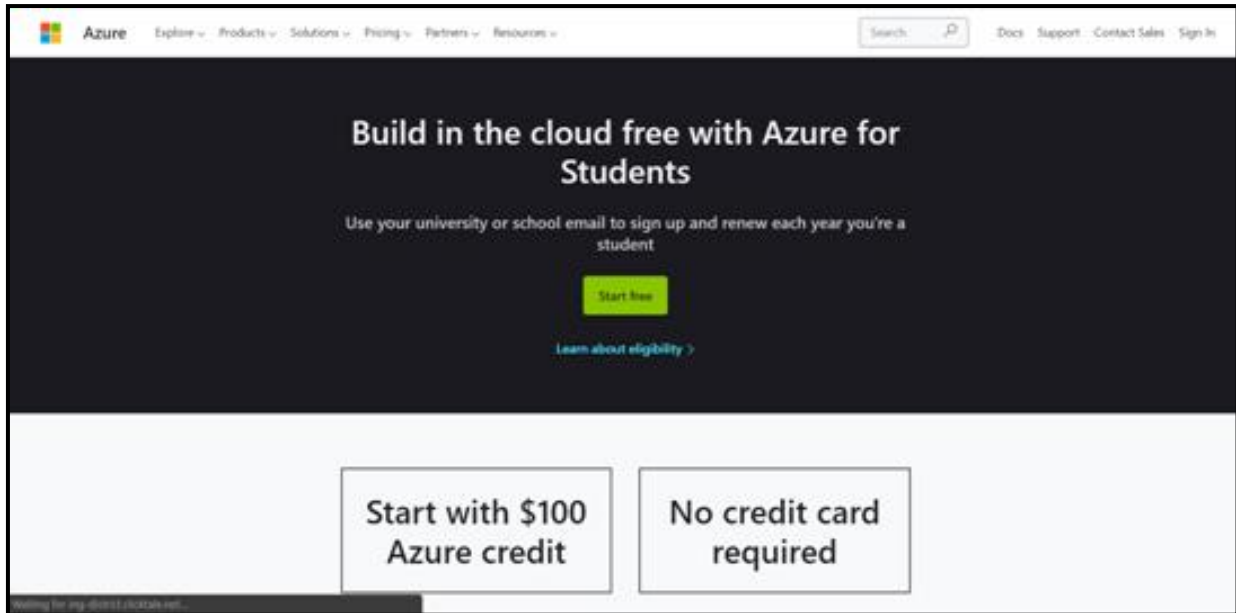 Azure Explore Products Solutions Pricing Partners Resources Search Docs Support Contact Sales Sign In
Build in the cloud free with Azure for
Students
Use your university or school email to sign up and renew each year you're a
student
Start free
Learn about eligibility >
Start with $100
Azure credit
No credit card
required
Waiting for